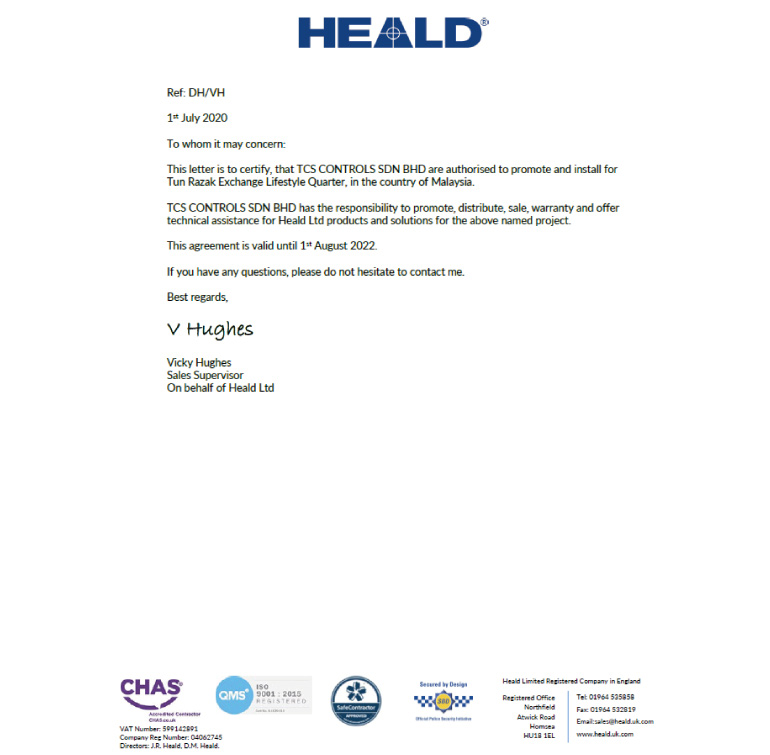 HEALD®
Ref: DH/VH
1st July 2020
To whom it may concern:
This letter is to certify, that TCS CONTROLS SDN BHD are authorised to promote and install for
Tun Razak Exchange Lifestyle Quarter, in the country of Malaysia.
TCS CONTROLS SDN BHD has the responsibility to promote, distribute, sale, warranty and offer
technical assistance for Heald Ltd products and solutions for the above named project.
This agreement is valid until 1st August 2022.
If you have any questions, please do not hesitate to contact me.
Best regards,
V Hughes
Vicky Hughes
Sales Supervisor
On behalf of Heald Ltd
CHAS®
Accredited Contractor
CHAS.co.uk
VAT Number: 599142891
Company Reg Number: 04062745
Directors: J.R. Heald, D.M. Heald.
QMS
ISO
9001 : 2015
REGISTERED
SafeContractor
APPROVED
Secured by Design
SBD
Official Police Security Initiative
Heald Limited Registered Company in England
Registered Office
Northfield
Atwick Road
Hornsea
HU18 1EL
Tel: 01964 535858
Fax: 01964 532819
Email:sales@heald.uk.com
www.heald.uk.com